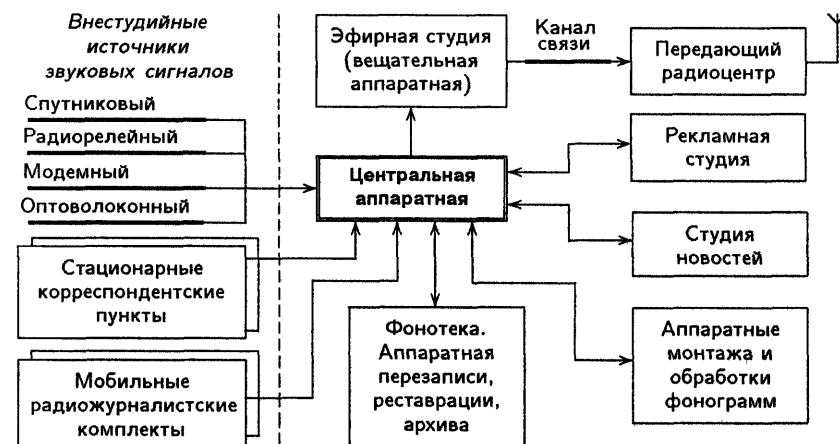 Внестудийные
источники
звуковых сигналов
Спутниковый
Радиорелейный
Модемный
Оптоволоконный
Стационарные
корреспондентские
пункты
Мобильные
радиожурналистские
комплекты
Эфирная студия
(вещательная
аппаратная)
Канал
связи
Передающий
радиоцентр
Центральная
аппаратная
Рекламная
студия
Студия
новостей
Фонотека.
Аппаратная
перезаписи,
реставрации,
архива
Аппаратные
монтажа и
обработки
фонограмм